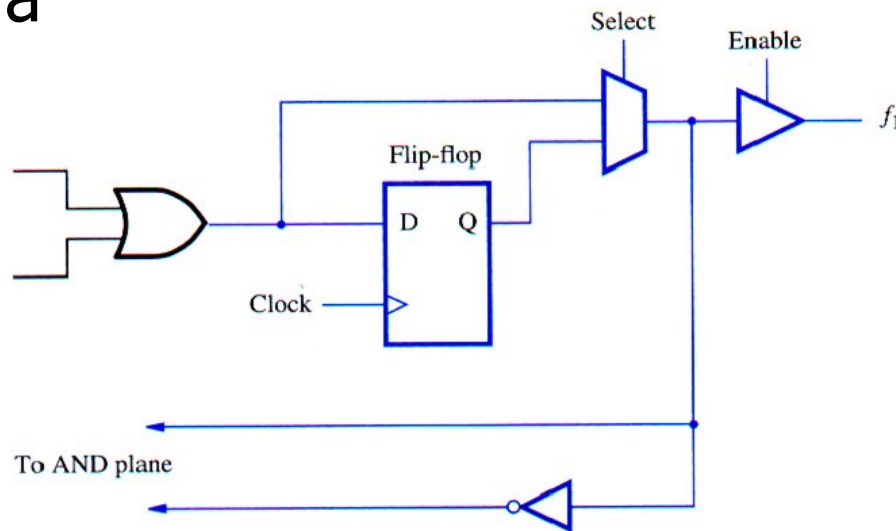 a
Select
Enable
f1
Flip-flop
D Q
Clock
To AND plane